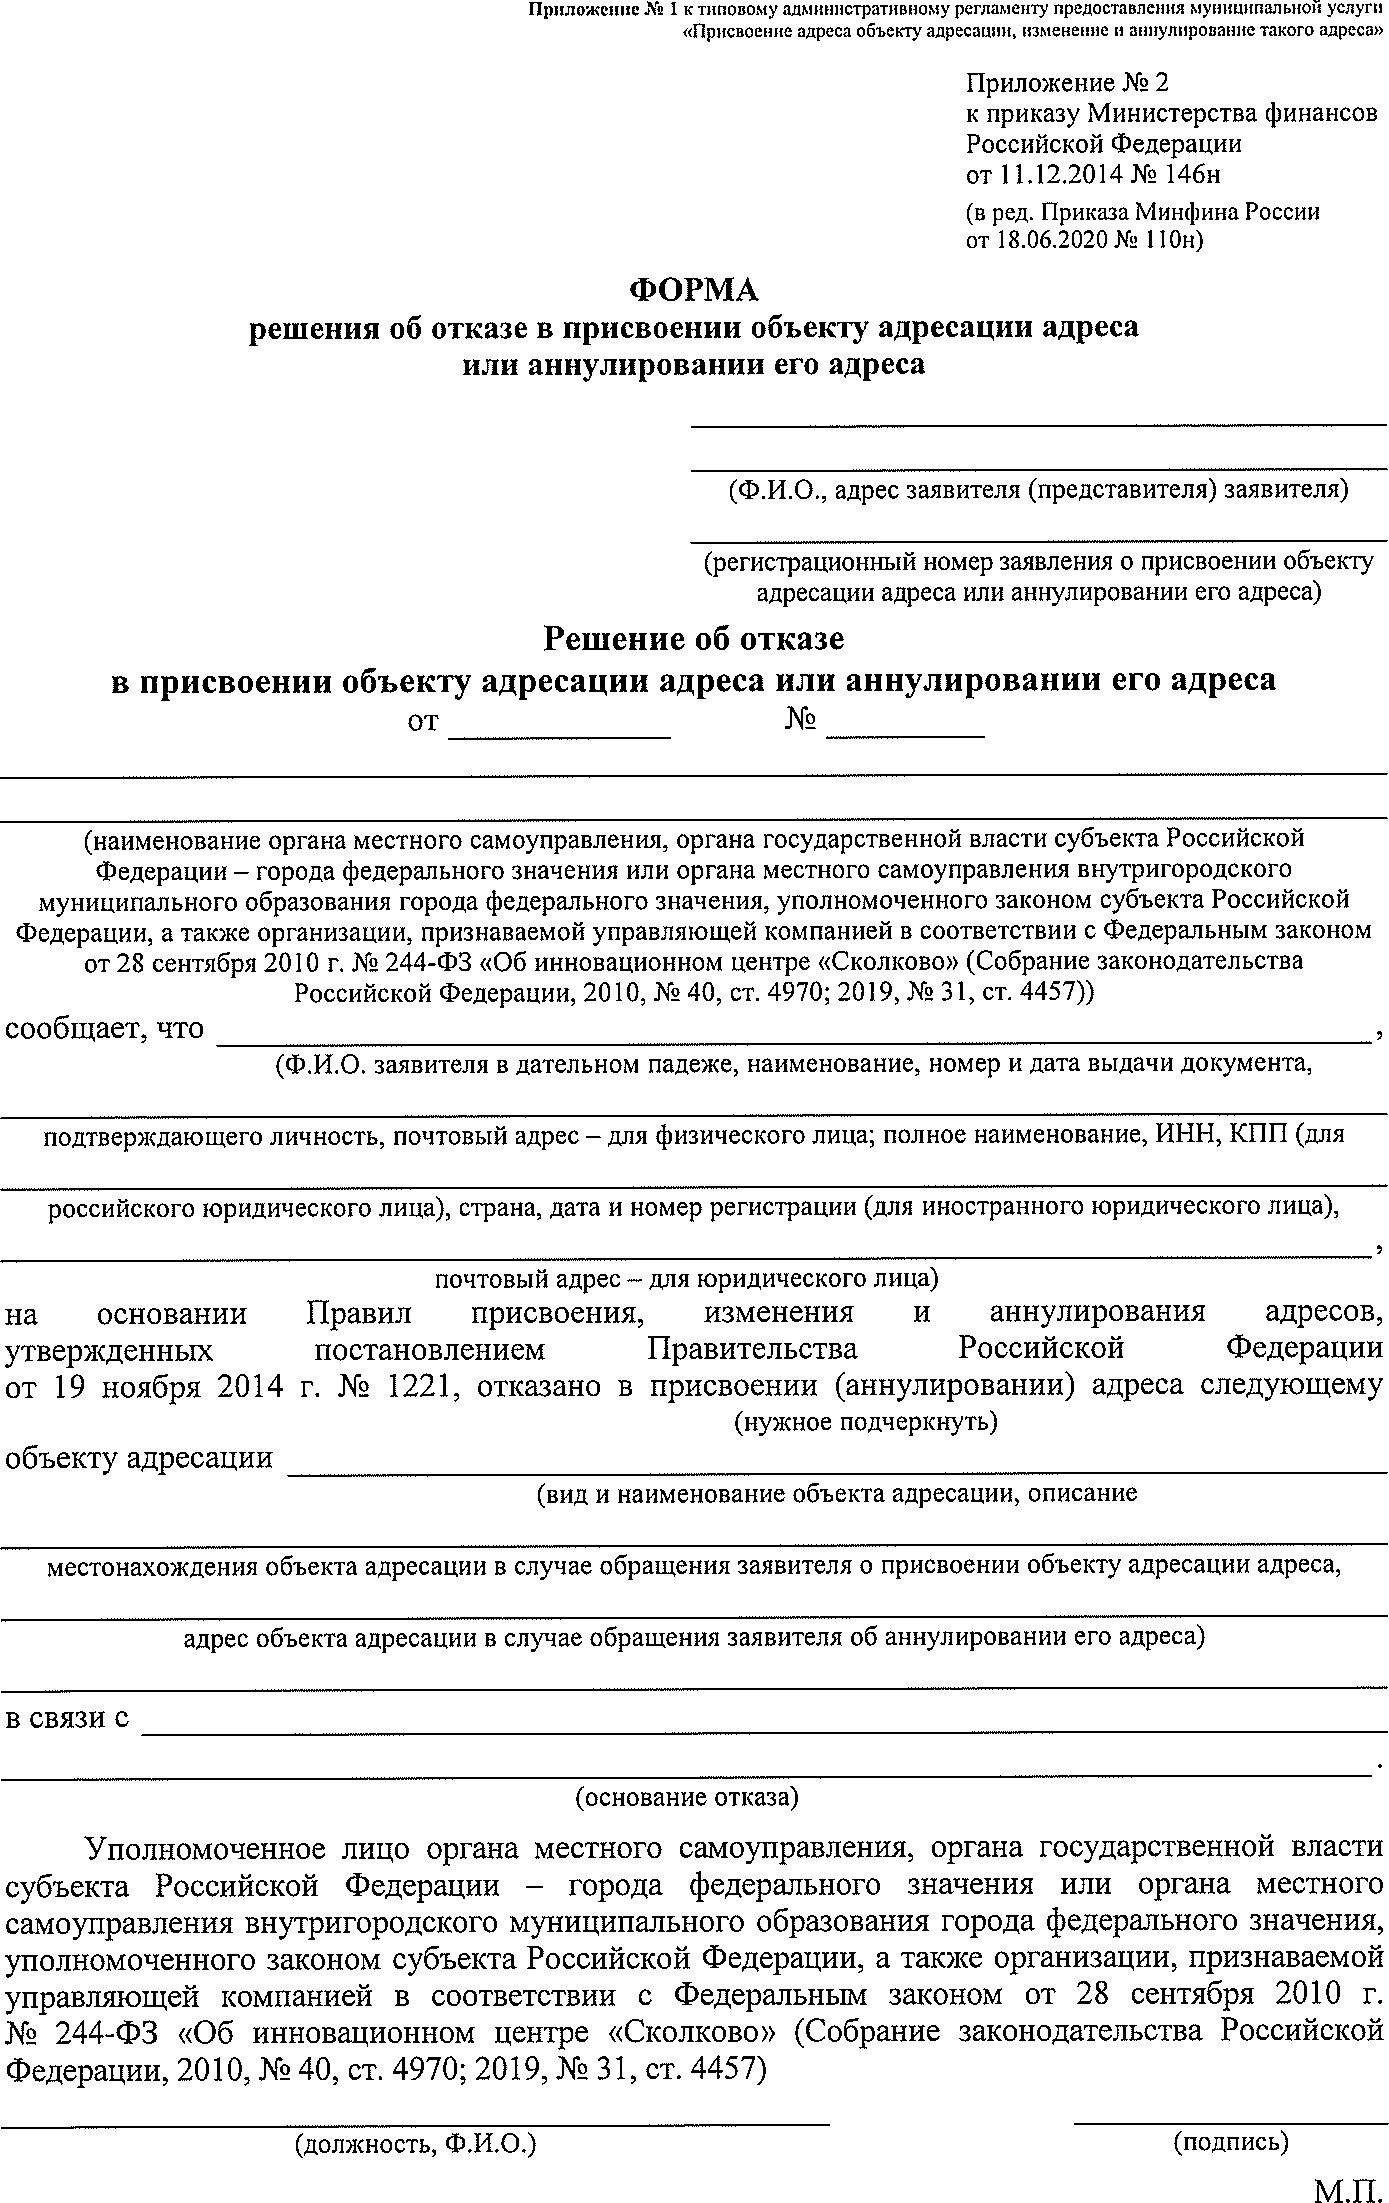 Приложение № 1 к типовому административному регламенту предоставления муниципальной услуги
«Присвоение адреса объекту адресации, изменение и аннулирование такого адреса»
Приложение № 2
к приказу Министерства финансов
Российской Федерации
от 11.12.2014 № 146н
(в ред. Приказа Минфина России
от 18.06.2020 № 110н)
ФОРМА
решения об отказе в присвоении объекту адресации адреса
или аннулировании его адреса
(Ф.И.О., адрес заявителя (представителя) заявителя)
(регистрационный номер заявления о присвоении объекту
адресации адреса или аннулировании его адреса)
Решение об отказе
в присвоении объекту адресации адреса или аннулировании его адреса
от ____________ № ____________
(наименование органа местного самоуправления, органа государственной власти субъекта Российской
Федерации – города федерального значения или органа местного самоуправления внутригородского
муниципального образования города федерального значения, уполномоченного законом субъекта Российской
Федерации, а также организации, признаваемой управляющей компанией в соответствии с Федеральным законом
от 28 сентября 2010 г. № 244-ФЗ «Об инновационном центре «Сколково» (Собрание законодательства
Российской Федерации, 2010, № 40, ст. 4970; 2019, № 31, ст. 4457))
сообщает, что ____________ ,
(Ф.И.О. заявителя в дательном падеже, наименование, номер и дата выдачи документа,
подтверждающего личность, почтовый адрес – для физического лица; полное наименование, ИНН, КПП (для
российского юридического лица), страна, дата и номер регистрации (для иностранного юридического лица),
____________ ,
почтовый адрес – для юридического лица)
на основании Правил присвоения, изменения и аннулирования адресов,
утвержденных постановлением Правительства Российской Федерации
от 19 ноября 2014 г. № 1221, отказано в присвоении (аннулировании) адреса следующему
(нужное подчеркнуть)
объекту адресации ____________
(вид и наименование объекта адресации, описание
местонахождения объекта адресации в случае обращения заявителя о присвоении объекту адресации адреса,
адрес объекта адресации в случае обращения заявителя об аннулировании его адреса)
в связи с ____________
____________ .
(основание отказа)
Уполномоченное лицо органа местного самоуправления, органа государственной власти
субъекта Российской Федерации – города федерального значения или органа местного
самоуправления внутригородского муниципального образования города федерального значения,
уполномоченного законом субъекта Российской Федерации, а также организации, признаваемой
управляющей компанией в соответствии с Федеральным законом от 28 сентября 2010 г.
№ 244-ФЗ «Об инновационном центре «Сколково» (Собрание законодательства Российской
Федерации, 2010, № 40, ст. 4970; 2019, № 31, ст. 4457)
(должность, Ф.И.О.) (подпись)
М.П.